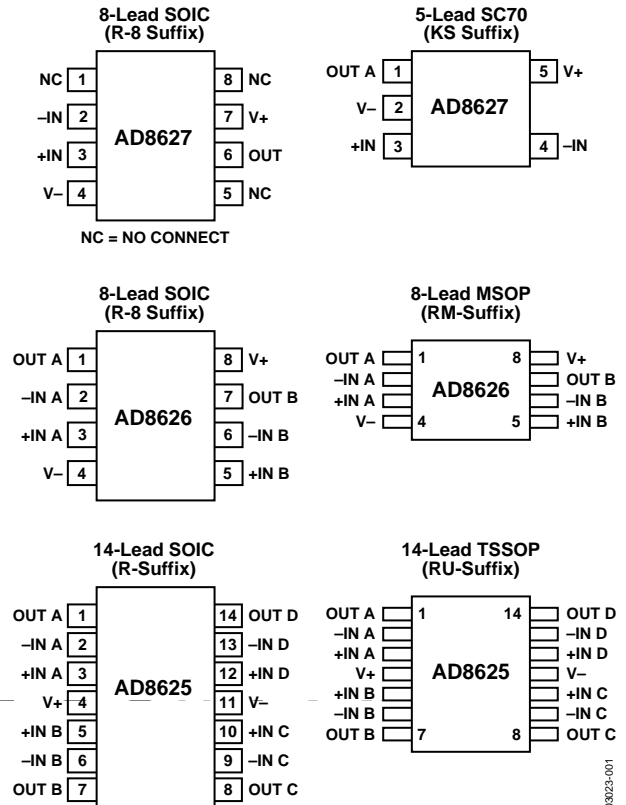 8-Lead SOIC
(R-8 Suffix)
NC 1 8 NC
–IN 2 7 V+
+IN 3 6 OUT
V– 4 5 NC
AD8627
NC = NO CONNECT
5-Lead SC70
(KS Suffix)
OUT A 1 5 V+
V– 2
+IN 3 4 –IN
AD8627
8-Lead SOIC
(R-8 Suffix)
OUT A 1 8 V+
–IN A 2 7 OUT B
+IN A 3 6 –IN B
V– 4 5 +IN B
AD8626
8-Lead MSOP
(RM-Suffix)
OUT A 1 8 V+
–IN A OUT B
+IN A –IN B
V– 4 5 +IN B
AD8626
14-Lead SOIC
(R-Suffix)
OUT A 1 14 OUT D
–IN A 2 13 –IN D
+IN A 3 12 +IN D
V+ 4 11 V–
+IN B 5 10 +IN C
–IN B 6 9 –IN C
OUT B 7 8 OUT C
AD8625
14-Lead TSSOP
(RU-Suffix)
OUT A 1 14 OUT D
–IN A –IN D
+IN A +IN D
V+ V–
+IN B +IN C
–IN B –IN C
OUT B 7 8 OUT C
AD8625
03023-001